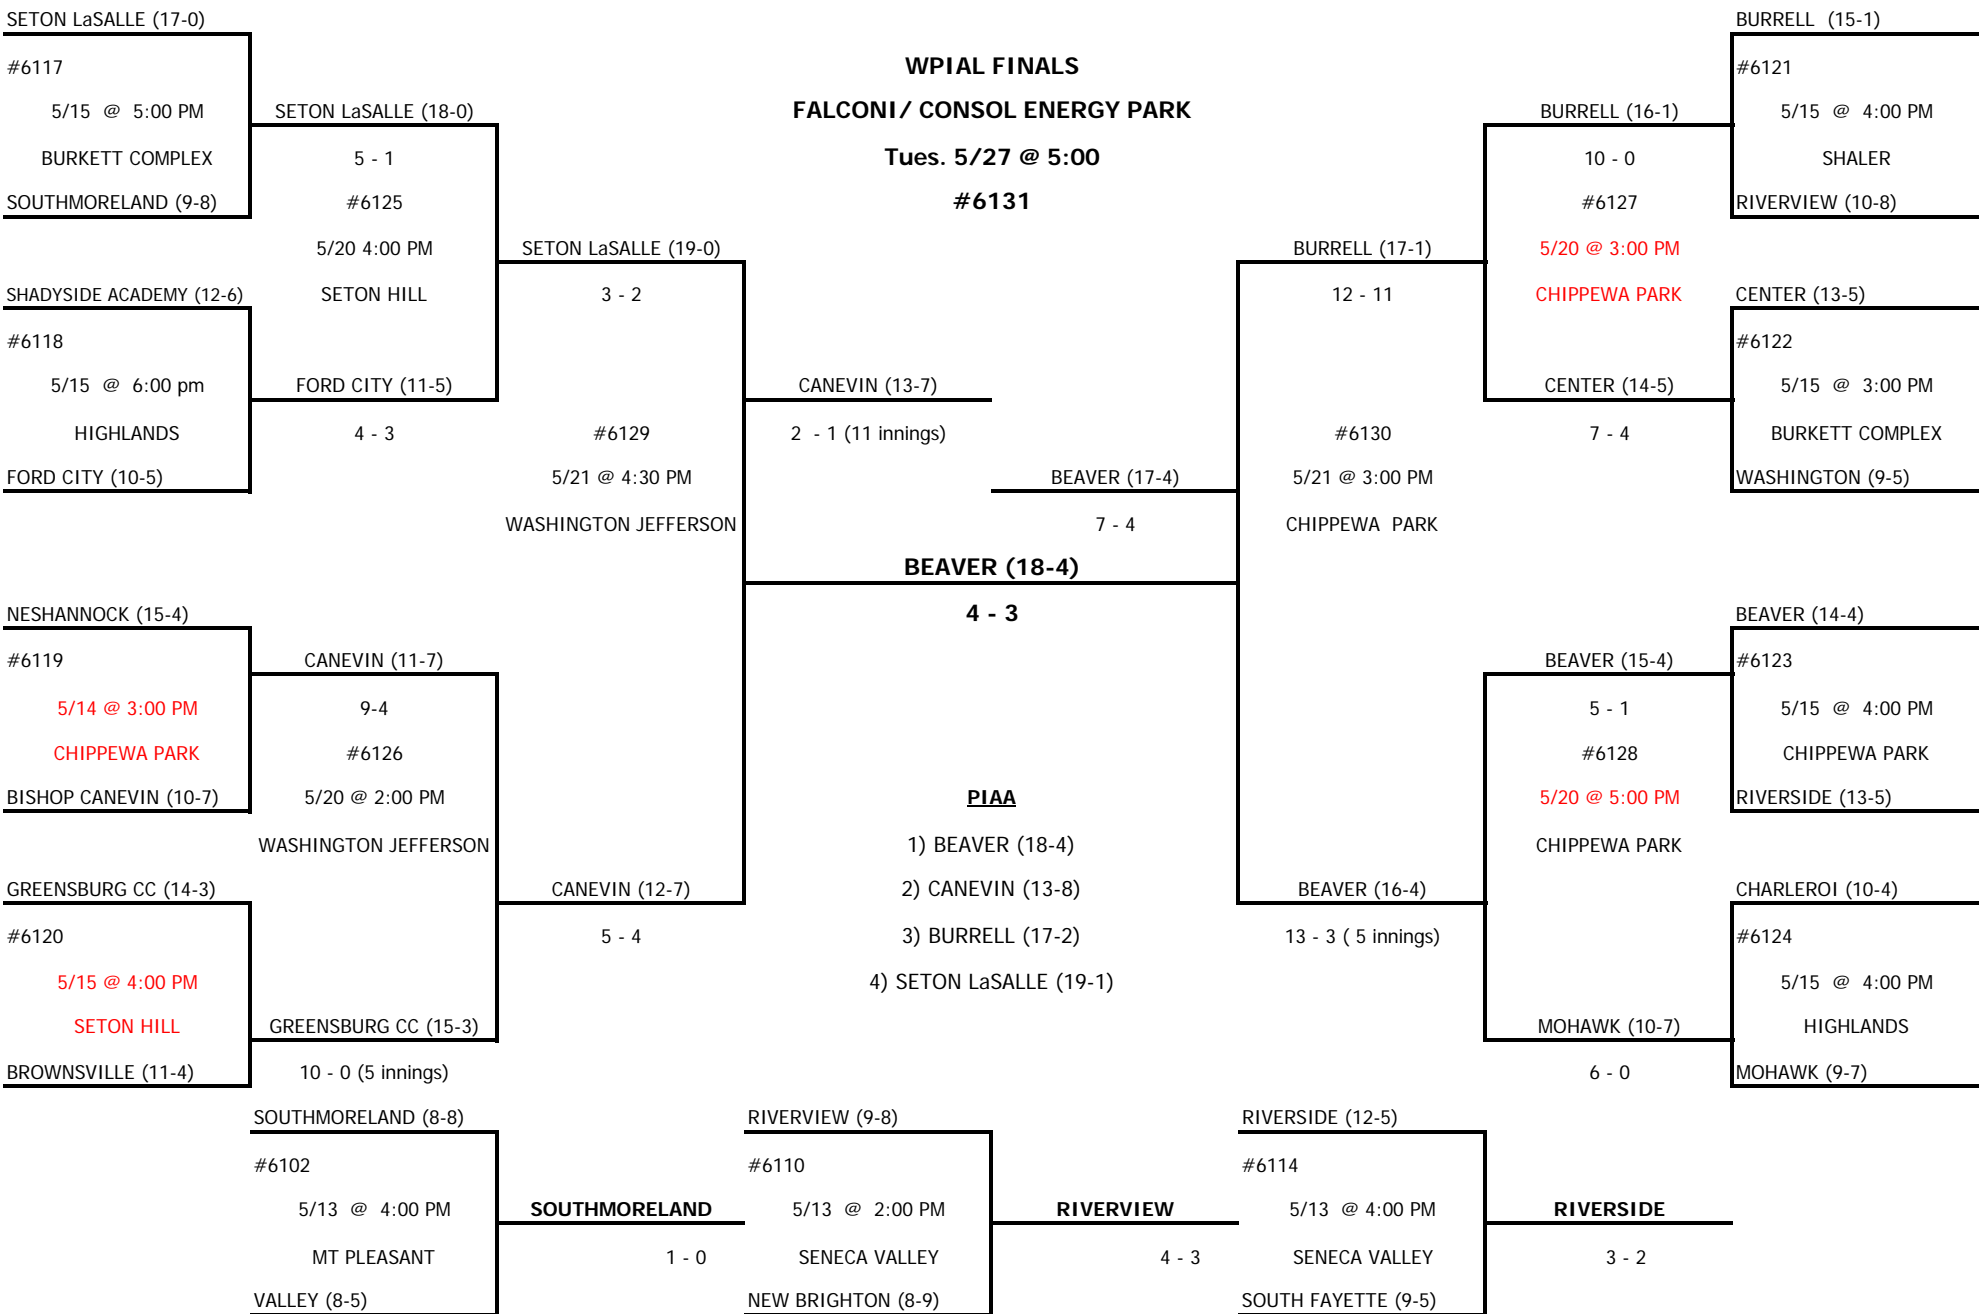 SETON LaSALLE (17-0)
#6117
5/15 @ 5:00 PM
BURKETT COMPLEX
SOUTHMORELAND (9-8)
SHADYSIDE ACADEMY (12-6)
#6118
5/15 @ 6:00 pm
HIGHLANDS
FORD CITY (10-5)
NESHANNOCK (15-4)
#6119
5/14 @ 3:00 PM
CHIPPEWA PARK
BISHOP CANEVIN (10-7)
GREENSBURG CC (14-3)
#6120
5/15 @ 4:00 PM
SETON HILL
BROWNSVILLE (11-4)
SETON LaSALLE (18-0)
5 - 1
#6125
5/20 4:00 PM
SETON HILL
FORD CITY (11-5)
4 - 3
CANEVIN (11-7)
9-4
#6126
5/20 @ 2:00 PM
WASHINGTON JEFFERSON
GREENSBURG CC (15-3)
10 - 0 (5 innings)
SETON LaSALLE (19-0)
3 - 2
#6129
5/21 @ 4:30 PM
WASHINGTON JEFFERSON
CANEVIN (12-7)
5 - 4
WPIAL FINALS
FALCONI/ CONSOL ENERGY PARK
Tues. 5/27 @ 5:00
#6131
CANEVIN (13-7)
2 - 1 (11 innings)
BEAVER (17-4)
7 - 4
BEAVER (18-4)
4 - 3
PIAA
1) BEAVER (18-4)
2) CANEVIN (13-8)
3) BURRELL (17-2)
4) SETON LaSALLE (19-1)
BURRELL (17-1)
12 - 11
#6130
5/21 @ 3:00 PM
CHIPPEWA PARK
BEAVER (16-4)
13 - 3 ( 5 innings)
BURRELL (16-1)
10 - 0
#6127
5/20 @ 3:00 PM
CHIPPEWA PARK
CENTER (14-5)
7 - 4
BEAVER (15-4)
5 - 1
#6128
5/20 @ 5:00 PM
CHIPPEWA PARK
MOHAWK (10-7)
6 - 0
BURRELL (15-1)
#6121
5/15 @ 4:00 PM
SHALER
RIVERVIEW (10-8)
CENTER (13-5)
#6122
5/15 @ 3:00 PM
BURKETT COMPLEX
WASHINGTON (9-5)
BEAVER (14-4)
#6123
5/15 @ 4:00 PM
CHIPPEWA PARK
RIVERSIDE (13-5)
CHARLEROI (10-4)
#6124
5/15 @ 4:00 PM
HIGHLANDS
MOHAWK (9-7)
SOUTHMORELAND (8-8)
#6102
5/13 @ 4:00 PM
MT PLEASANT
VALLEY (8-5)
SOUTHMORELAND
1 - 0
RIVERVIEW (9-8)
#6110
5/13 @ 2:00 PM
SENECA VALLEY
NEW BRIGHTON (8-9)
RIVERVIEW
4 - 3
RIVERSIDE (12-5)
#6114
5/13 @ 4:00 PM
SENECA VALLEY
SOUTH FAYETTE (9-5)
RIVERSIDE
3 - 2